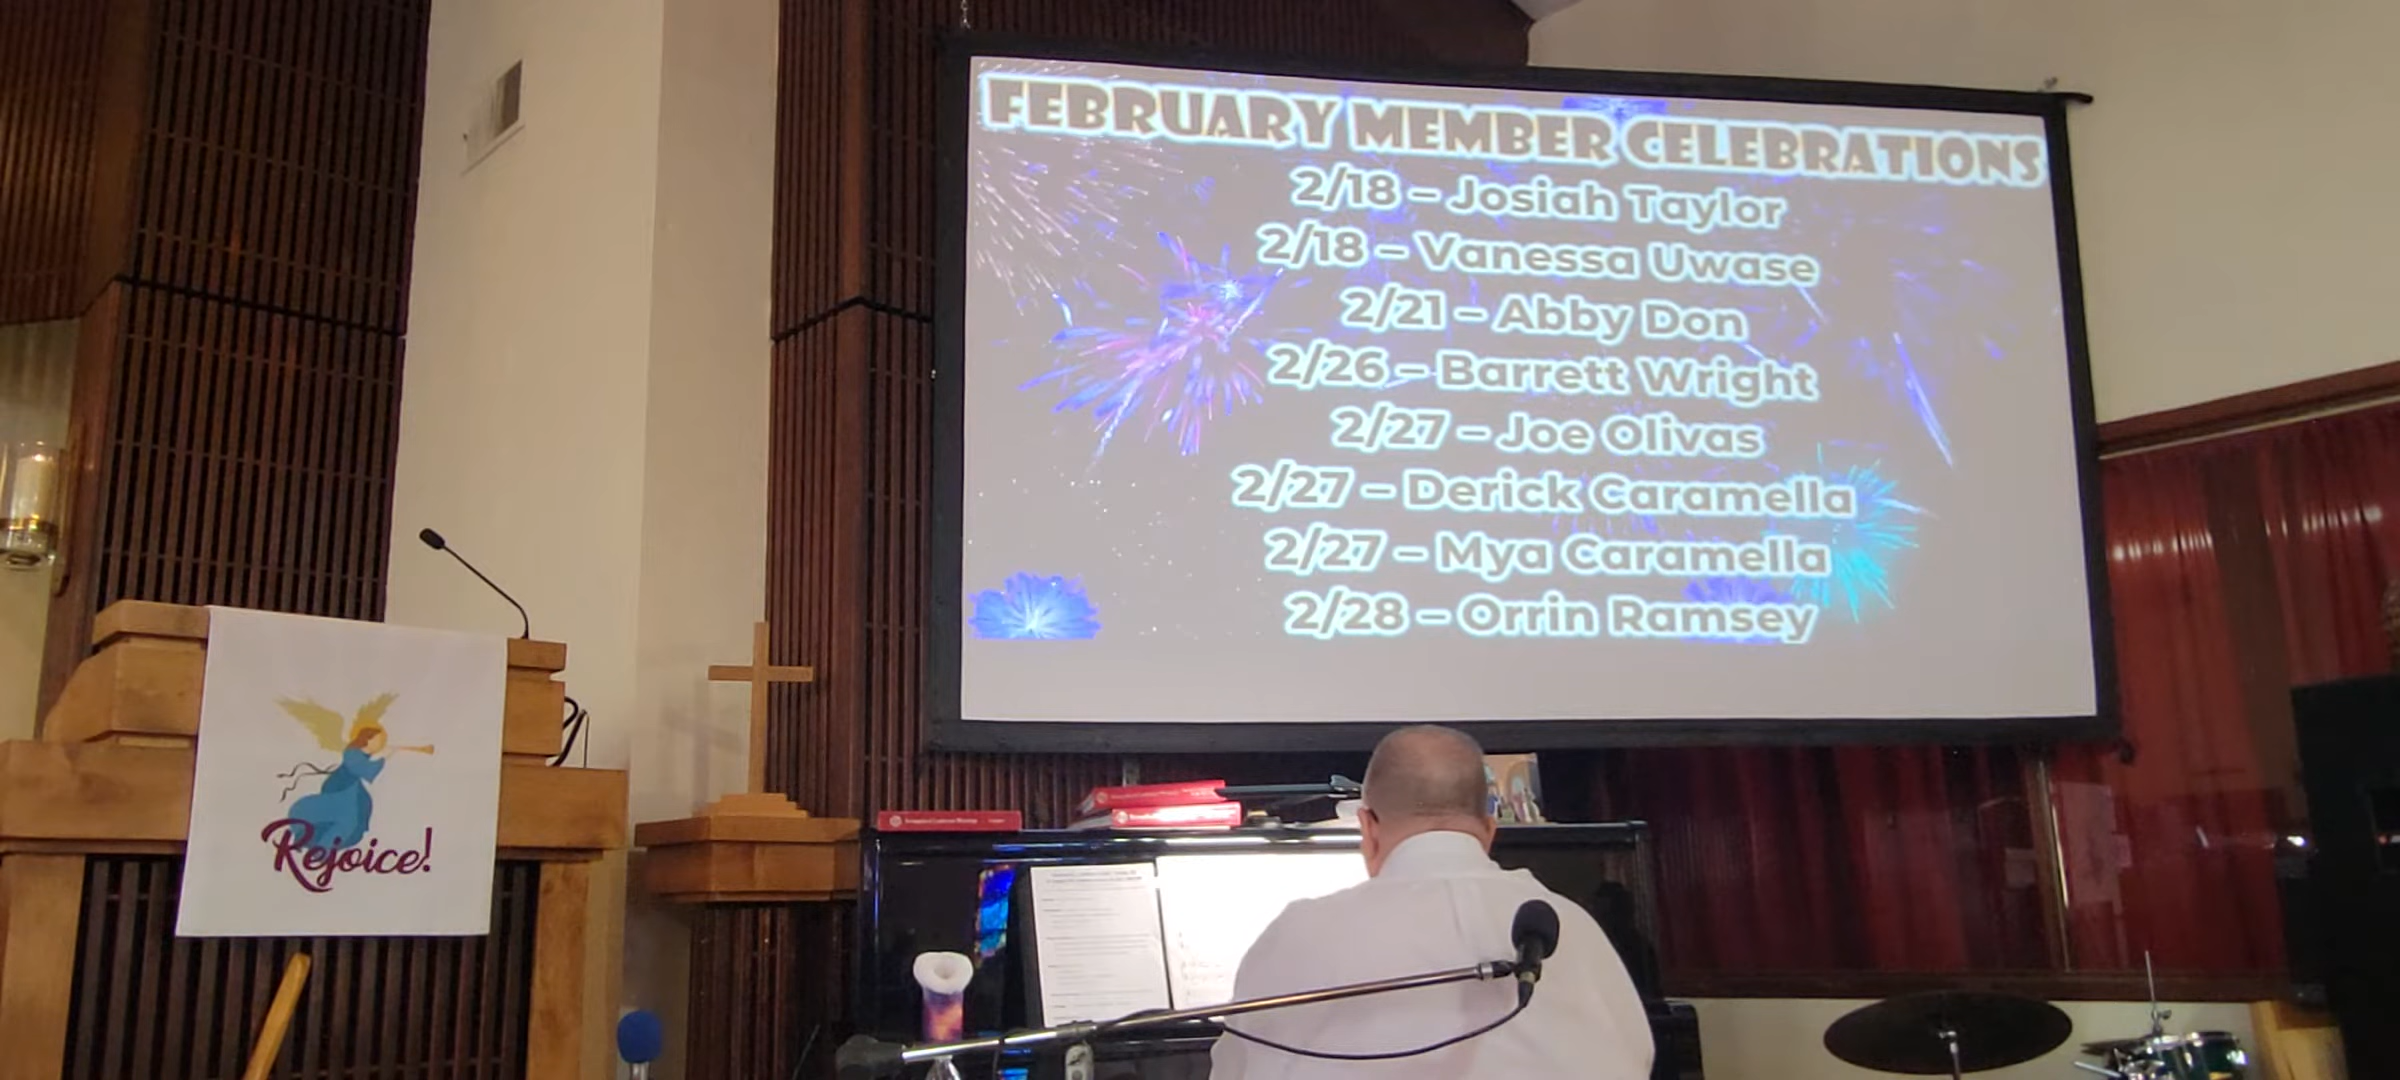 FEBRUARY MEMBER CELEBRATIONS
2/18 – Josiah Taylor
2/18 – Vanessa Uwase
2/21 – Abby Don
2/26 – Barrett Wright
2/27 – Joe Olivas
2/27 – Derick Caramella
2/27 – Mya Caramella
2/28 – Orrin Ramsey
Rejoice!